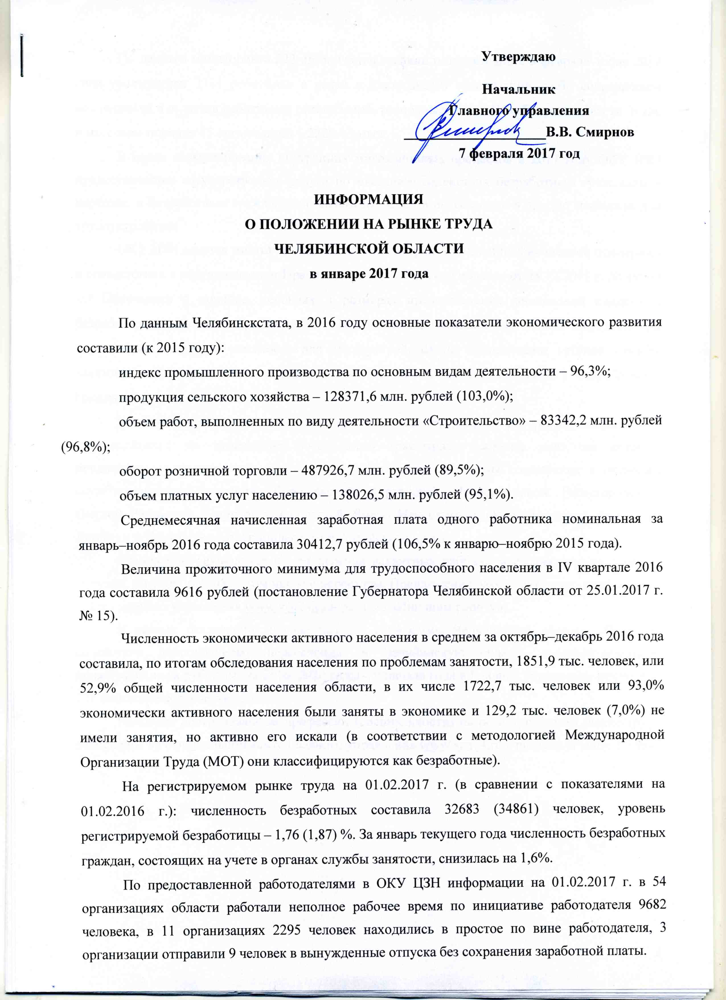 Утверждаю
Начальник
Главного управления
В.В. Смирнов
7 февраля 2017 год
ИНФОРМАЦИЯ
О ПОЛОЖЕНИИ НА РЫНКЕ ТРУДА
ЧЕЛЯБИНСКОЙ ОБЛАСТИ
в январе 2017 года
По данным Челябинскстата, в 2016 году основные показатели экономического развития
составили (к 2015 году):
индекс промышленного производства по основным видам деятельности – 96,3%;
продукция сельского хозяйства – 128371,6 млн. рублей (103,0%);
объем работ, выполненных по виду деятельности «Строительство» – 83342,2 млн. рублей
(96,8%);
оборот розничной торговли – 487926,7 млн. рублей (89,5%);
объем платных услуг населению – 138026,5 млн. рублей (95,1%).
Среднемесячная начисленная заработная плата одного работника номинальная за
январь–ноябрь 2016 года составила 30412,7 рублей (106,5% к январю–ноябрю 2015 года).
Величина прожиточного минимума для трудоспособного населения в IV квартале 2016
года составила 9616 рублей (постановление Губернатора Челябинской области от 25.01.2017 г.
№ 15).
Численность экономически активного населения в среднем за октябрь–декабрь 2016 года
составила, по итогам обследования населения по проблемам занятости, 1851,9 тыс. человек, или
52,9% общей численности населения области, в их числе 1722,7 тыс. человек или 93,0%
экономически активного населения были заняты в экономике и 129,2 тыс. человек (7,0%) не
имели занятия, но активно его искали (в соответствии с методологией Международной
Организации Труда (МОТ) они классифицируются как безработные).
На регистрируемом рынке труда на 01.02.2017 г. (в сравнении с показателями на
01.02.2016 г.): численность безработных составила 32683 (34861) человек, уровень
регистрируемой безработицы – 1,76 (1,87) %. За январь текущего года численность безработных
граждан, состоящих на учете в органах службы занятости, снизилась на 1,6%.
По предоставленной работодателями в ОКУ ЦЗН информации на 01.02.2017 г. в 54
организациях области работали неполное рабочее время по инициативе работодателя 9682
человека, в 11 организациях 2295 человек находились в простое по вине работодателя, 3
организации отправили 9 человек в вынужденные отпуска без сохранения заработной платы.